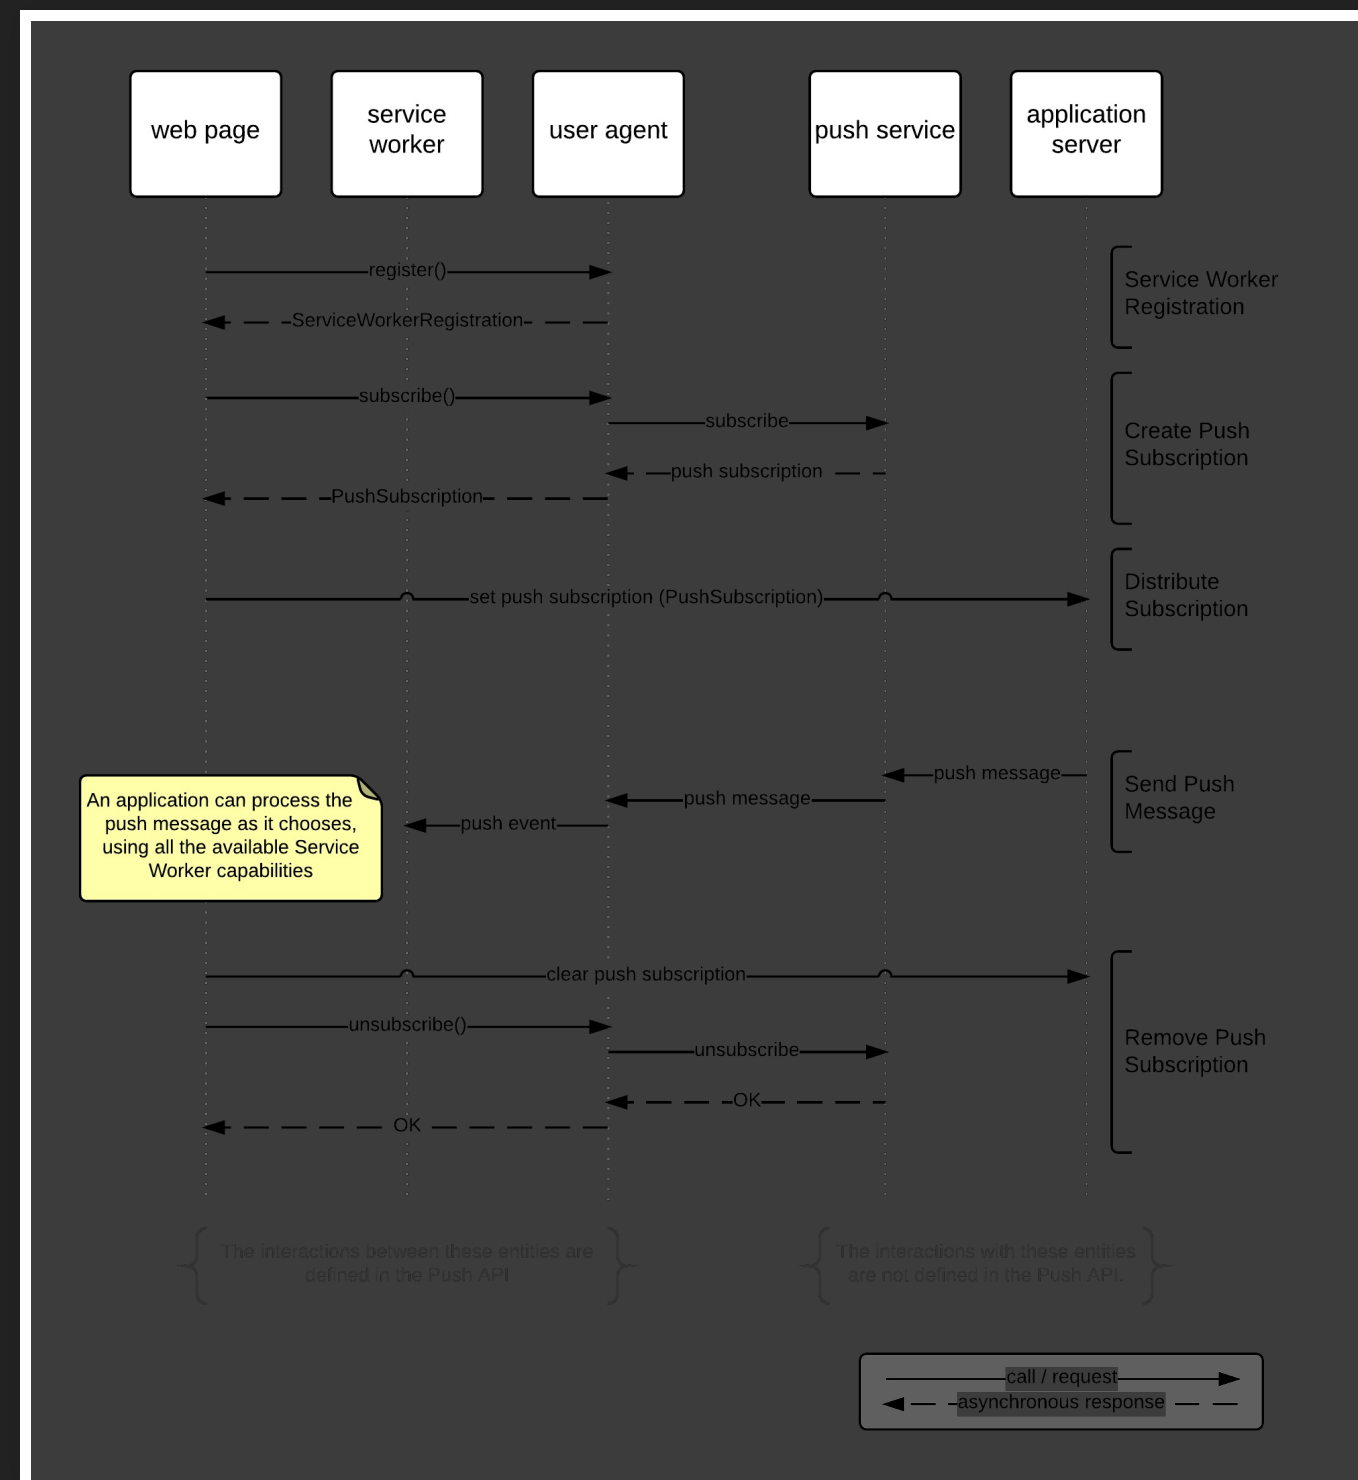 web page
service
worker
user agent
push service
application
server
register()
Service Worker
Registration
ServiceWorkerRegistration
subscribe()
subscribe
Create Push
Subscription
push subscription
PushSubscription
set push subscription (PushSubscription)
Distribute
Subscription
push message
Send Push
Message
push message
push event
An application can process the
push message as it chooses,
using all the available Service
Worker capabilities
clear push subscription
unsubscribe()
unsubscribe
Remove Push
Subscription
OK
OK
The interactions between these entities are
defined in the Push API
The interactions with these entities
are not defined in the Push API.
call / request
asynchronous response